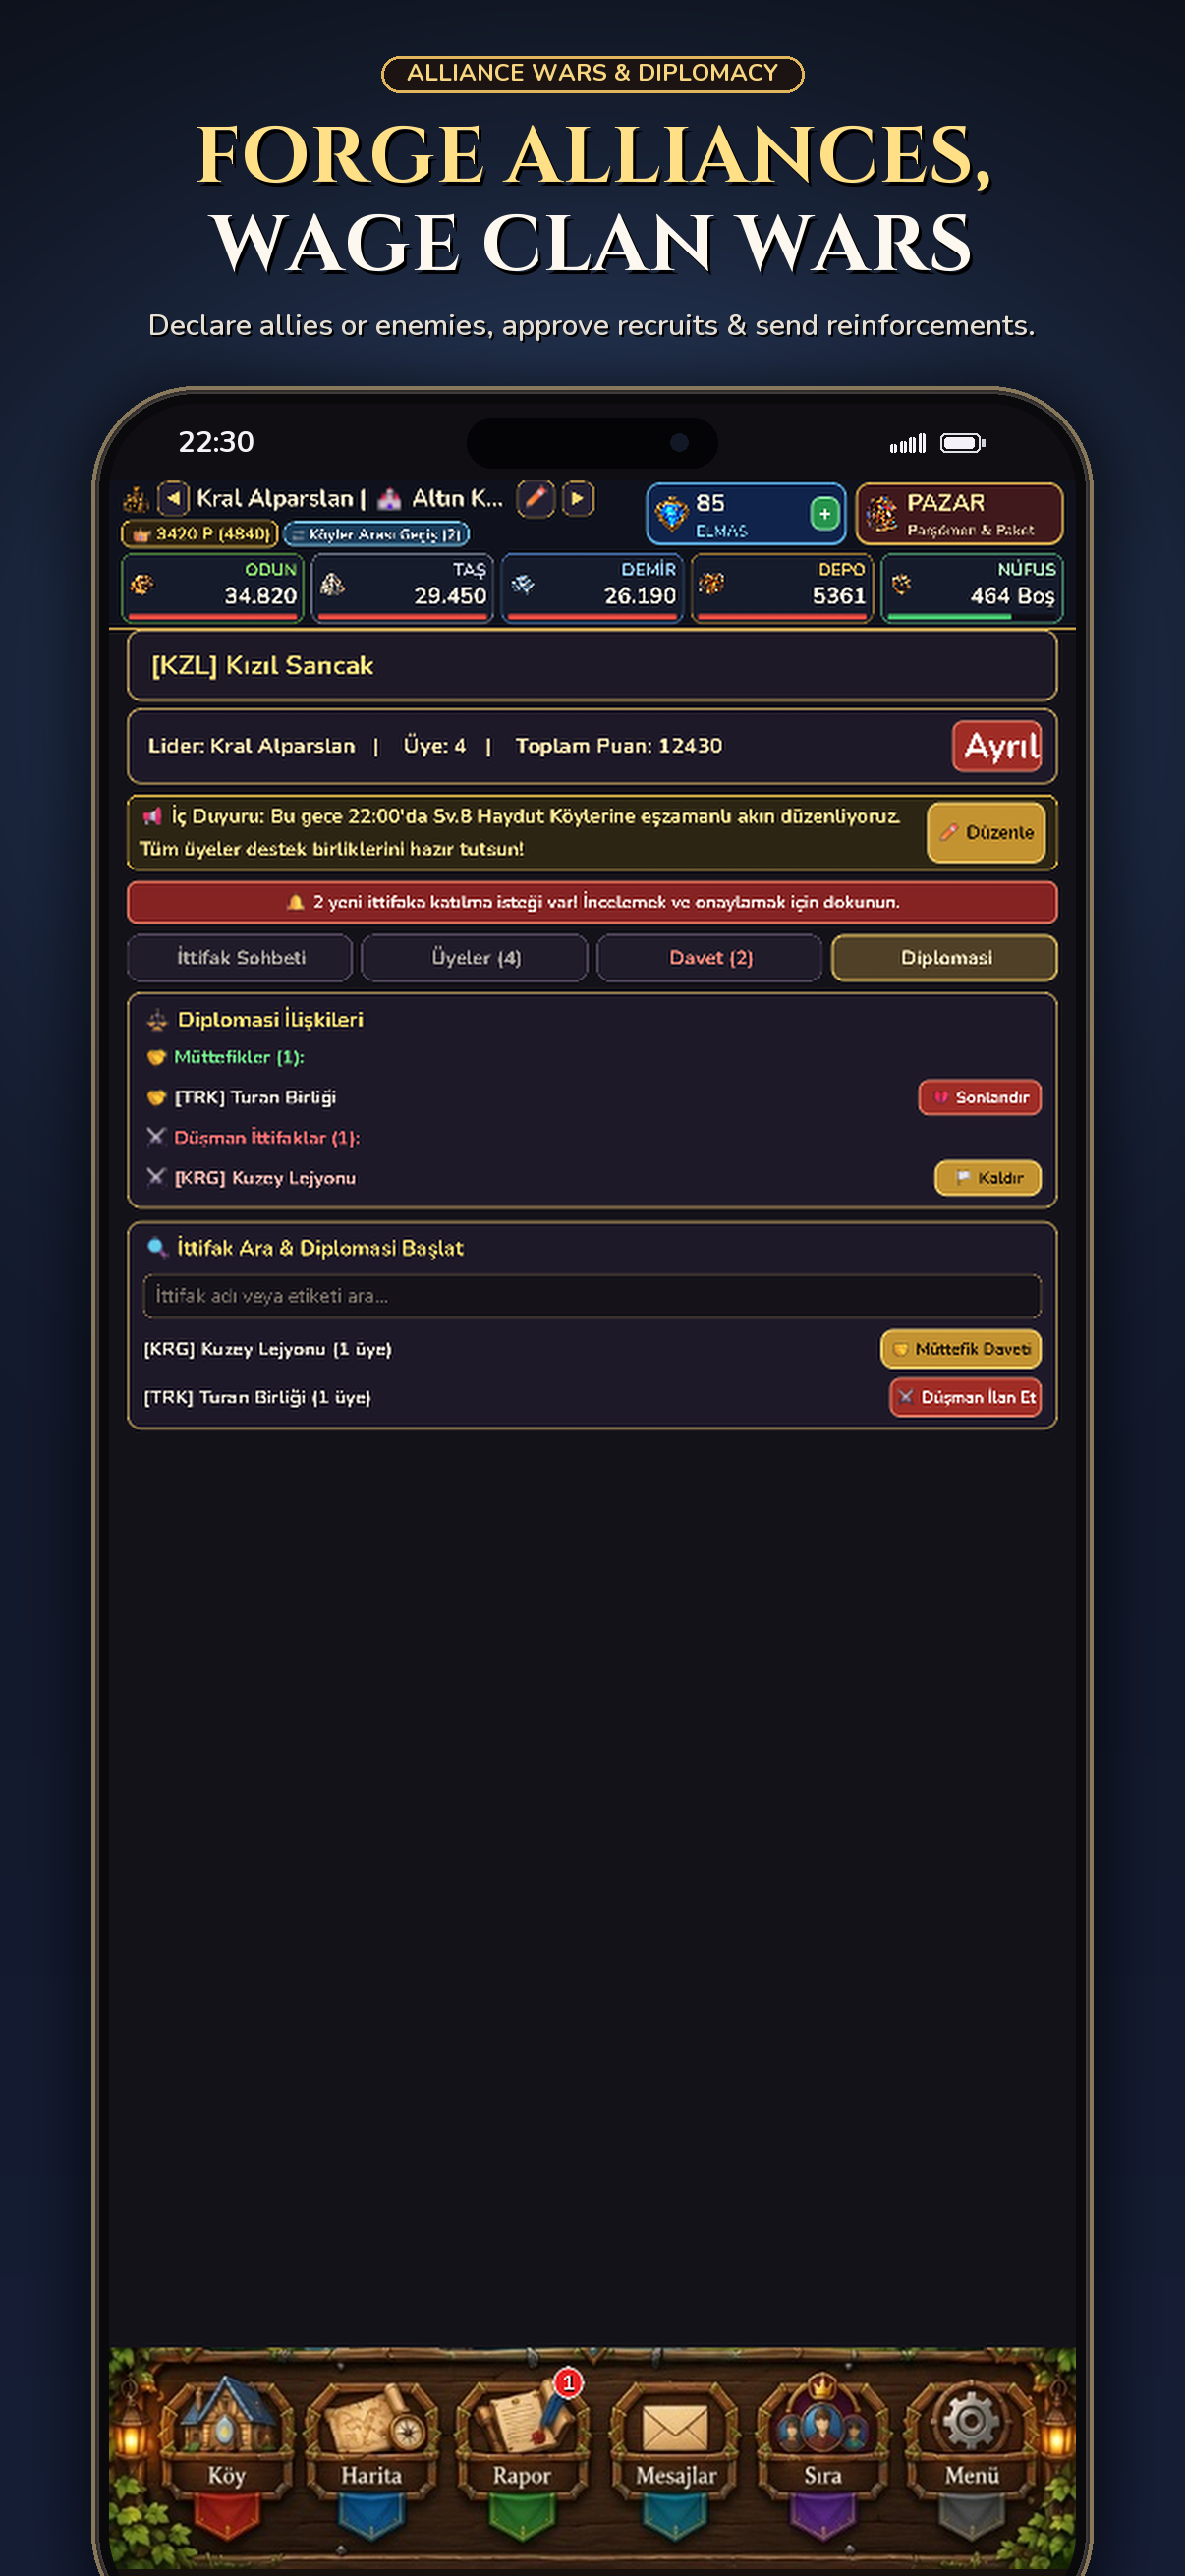 ALLIANCE WARS & DIPLOMACY
FORGE ALLIANCES,
WAGE CLAN WARS
Declare allies or enemies, approve recruits & send reinforcements.
22:30
Kral Alparslan | Altın K...
85
ELMAS
+
PAZAR
Parşömen & Paket
3420 P (4840)
Köyler Arası Geçiş (2)
ODUN
34.820
TAŞ
29.450
DEMİR
26.190
DEPO
5361
NÜFUS
464 Boş
[KZL] Kızıl Sancak
Lider: Kral Alparslan | Üye: 4 | Toplam Puan: 12430
Ayrıl
İç Duyuru: Bu gece 22:00'da Sv.8 Haydut Köylerine eşzamanlı akın düzenliyoruz.
Tüm üyeler destek birliklerini hazır tutsun!
Düzenle
2 yeni ittifaka katılma isteği var! İncelemek ve onaylamak için dokunun.
İttifak Sohbeti
Üyeler (4)
Davet (2)
Diplomasi
Diplomasi İlişkileri
Müttefikler (1):
[TRK] Turan Birliği
Sonlandır
Düşman İttifaklar (1):
[KRG] Kuzey Lejyonu
Kaldır
İttifak Ara & Diplomasi Başlat
İttifak adı veya etiketi ara...
[KRG] Kuzey Lejyonu (1 üye)
Müttefik Daveti
[TRK] Turan Birliği (1 üye)
Düşman İlan Et
1
Köy
Harita
Rapor
Mesajlar
Sıra
Menü